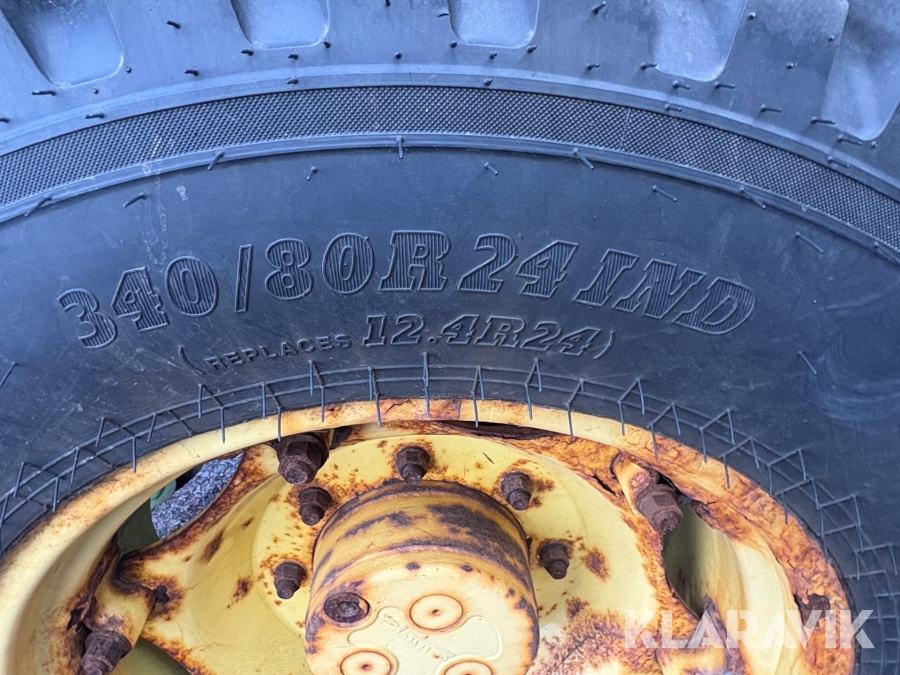 340/80R24 IND
(REPLACES 12.4R24)
KLARAVIK